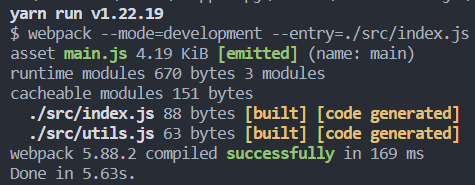 yarn run v1.22.19
$ webpack --mode=development --entry=./src/index.js
asset main.js 4.19 KiB [emitted] (name: main)
runtime modules 670 bytes 3 modules
cacheable modules 151 bytes
./src/index.js 88 bytes [built] [code generated]
./src/utils.js 63 bytes [built] [code generated]
webpack 5.88.2 compiled successfully in 169 ms
Done in 5.63s.